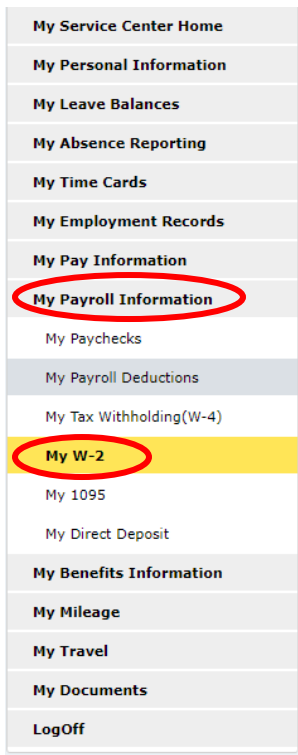 My Service Center Home
My Personal Information
My Leave Balances
My Absence Reporting
My Time Cards
My Employment Records
My Pay Information
My Payroll Information
My Paychecks
My Payroll Deductions
My Tax Withholding(W-4)
My W-2
My 1095
My Direct Deposit
My Benefits Information
My Mileage
My Travel
My Documents
LogOff